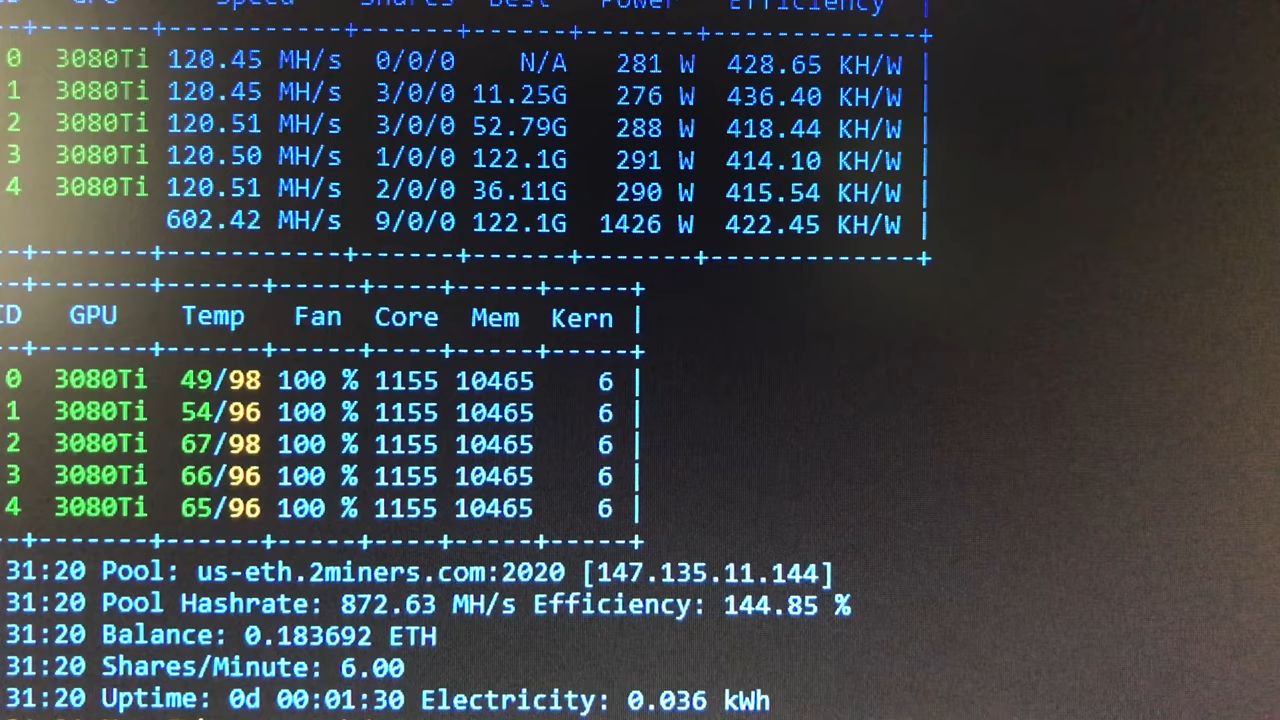 ID GPU Speed Shares Best Power Efficiency |
--+-------+-----------+------+------+-------+-------------+
0 3080Ti 120.45 MH/s 0/0/0 N/A 281 W 428.65 KH/W |
1 3080Ti 120.45 MH/s 3/0/0 11.25G 276 W 436.40 KH/W |
2 3080Ti 120.51 MH/s 3/0/0 52.79G 288 W 418.44 KH/W |
3 3080Ti 120.50 MH/s 1/0/0 122.1G 291 W 414.10 KH/W |
4 3080Ti 120.51 MH/s 2/0/0 36.11G 290 W 415.54 KH/W |
602.42 MH/s 9/0/0 122.1G 1426 W 422.45 KH/W |
--+-------+-----------+------+------+-------+-------------+
--+-------+------+-----+----+-----+-----+
ID GPU Temp Fan Core Mem Kern |
--+-------+------+-----+----+-----+-----+
0 3080Ti 49/98 100 % 1155 10465 6 |
1 3080Ti 54/96 100 % 1155 10465 6 |
2 3080Ti 67/98 100 % 1155 10465 6 |
3 3080Ti 66/96 100 % 1155 10465 6 |
4 3080Ti 65/96 100 % 1155 10465 6 |
--+-------+------+-----+----+-----+-----+
31:20 Pool: us-eth.2miners.com:2020 [147.135.11.144]
31:20 Pool Hashrate: 872.63 MH/s Efficiency: 144.85 %
31:20 Balance: 0.183692 ETH
31:20 Shares/Minute: 6.00
31:20 Uptime: 0d 00:01:30 Electricity: 0.036 kWh